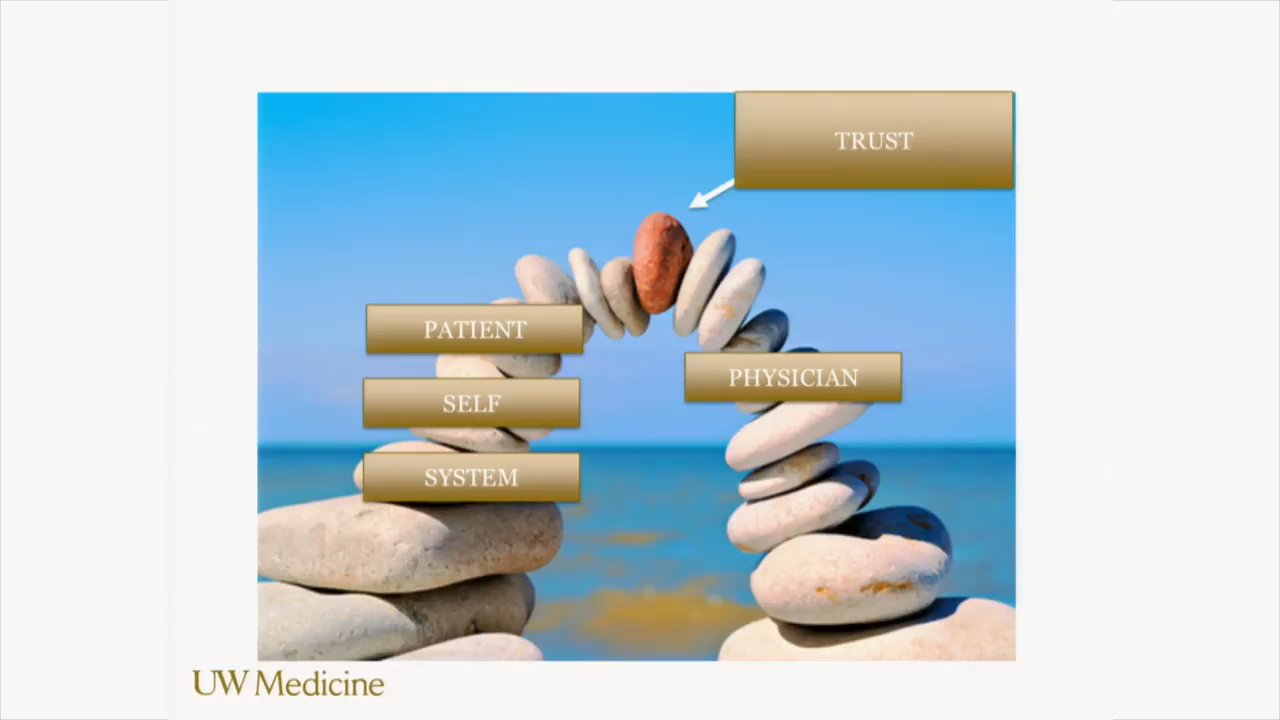 TRUST
PATIENT
PHYSICIAN
SELF
SYSTEM
UW Medicine